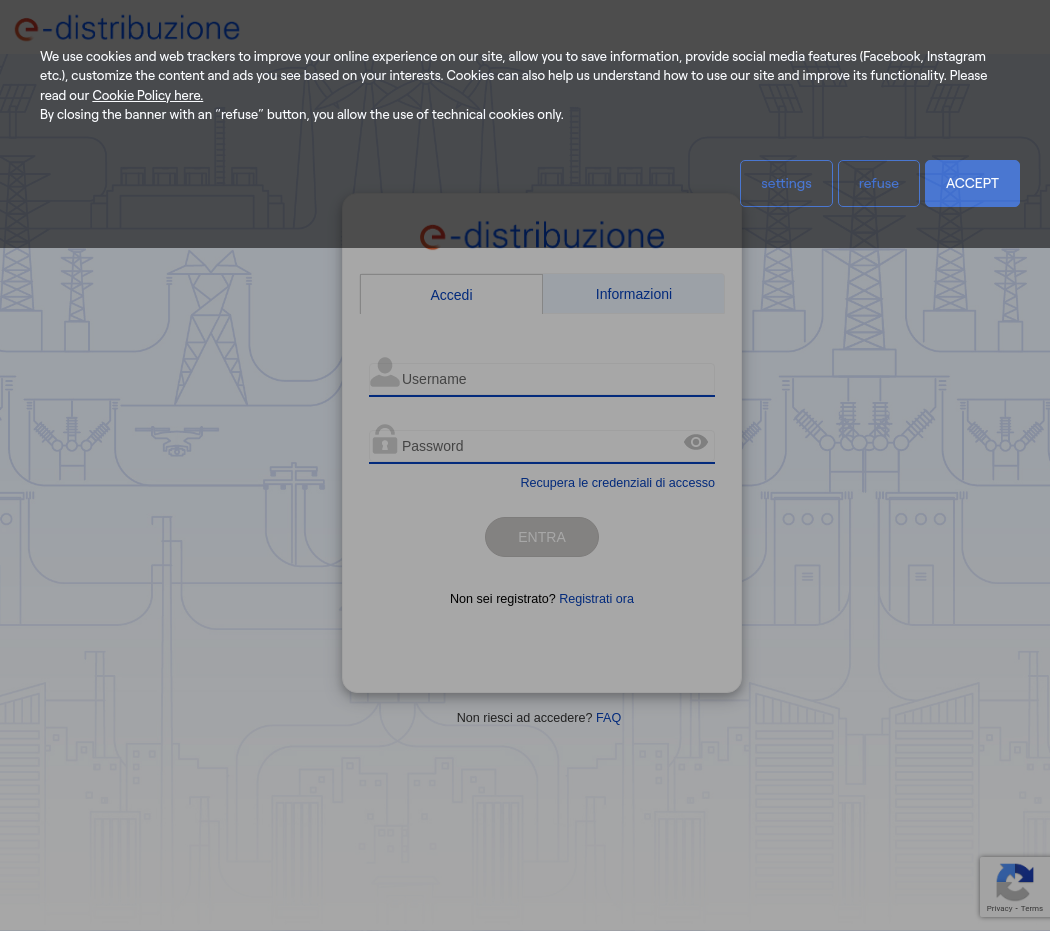 e-distribuzione
We use cookies and web trackers to improve your online experience on our site, allow you to save information, provide social media features (Facebook, Instagram
etc.), customize the content and ads you see based on your interests. Cookies can also help us understand how to use our site and improve its functionality. Please
read our Cookie Policy here.
By closing the banner with an “refuse” button, you allow the use of technical cookies only.
settings refuse ACCEPT
e-distribuzione
Accedi Informazioni
Username
Password
Recupera le credenziali di accesso
ENTRA
Non sei registrato? Registrati ora
Non riesci ad accedere? FAQ
Privacy - Terms